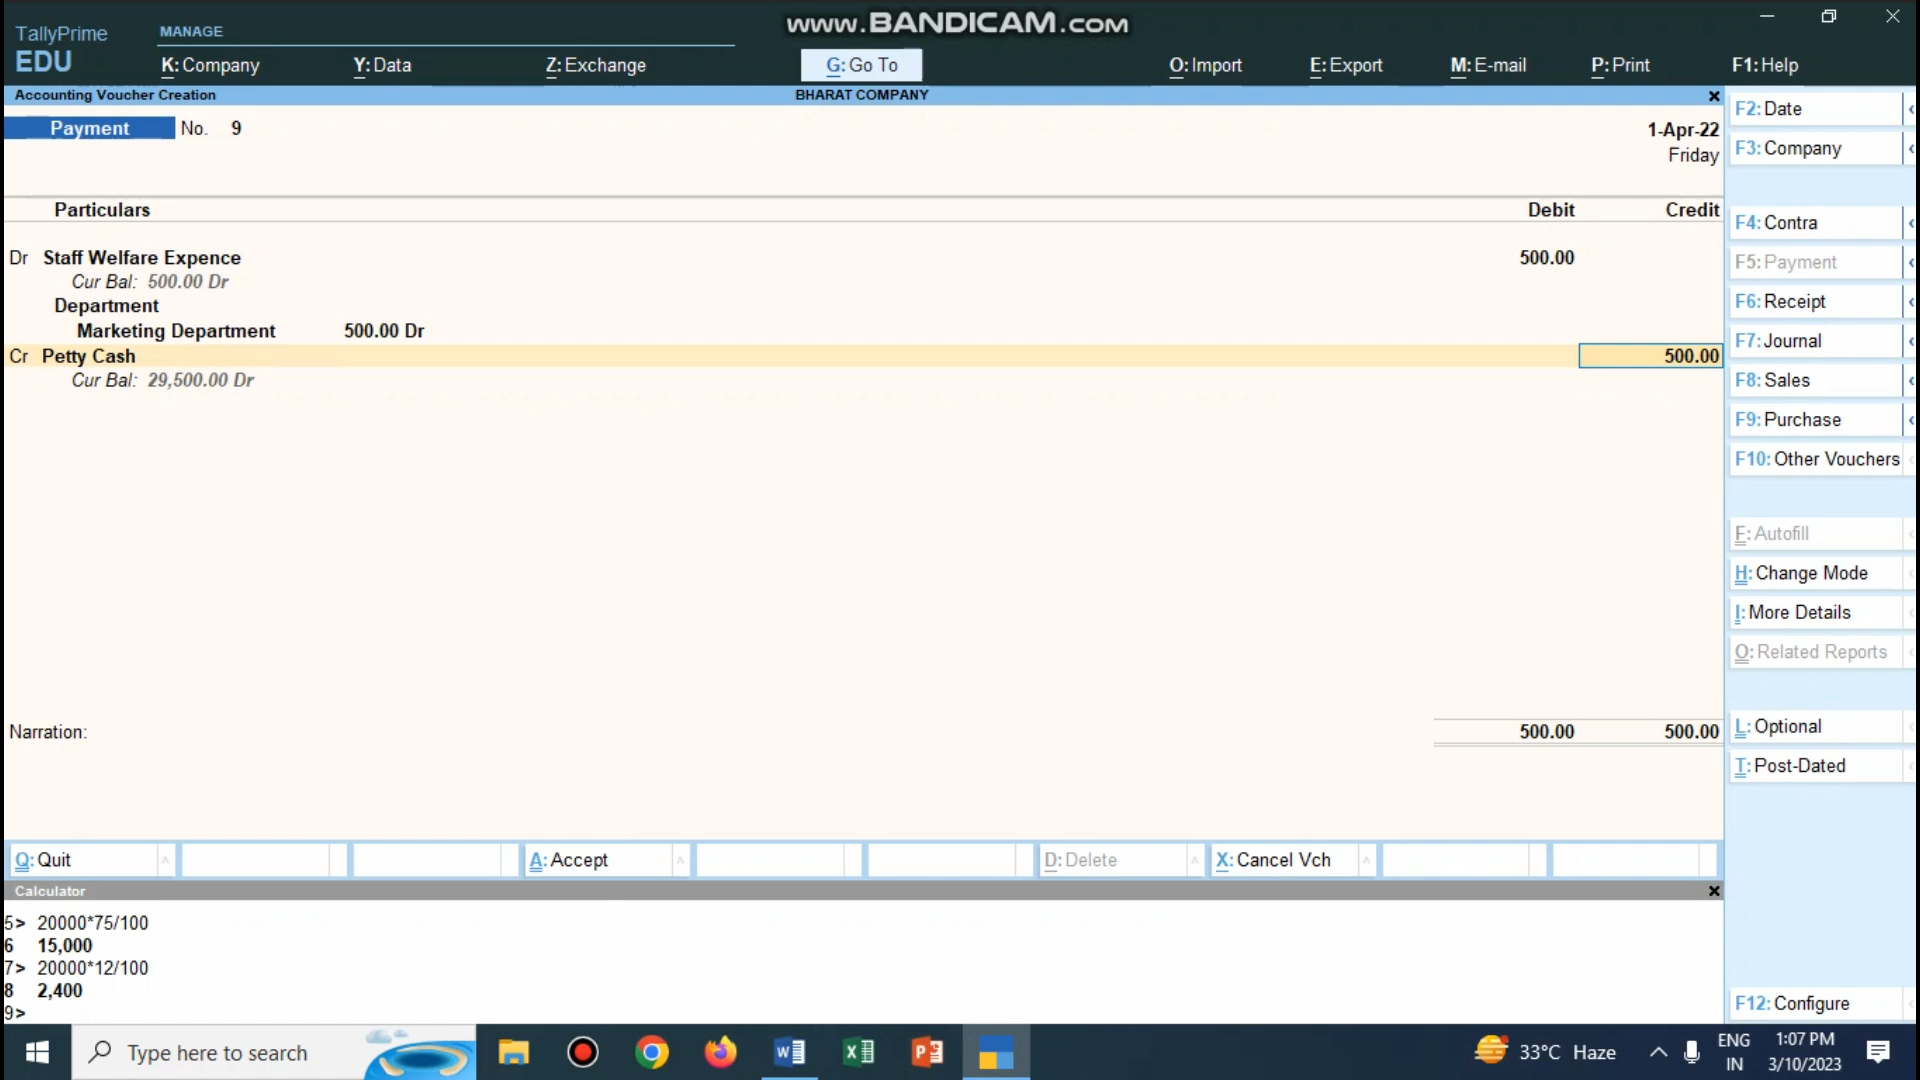 www.BANDICAM.com
TallyPrime
EDU
MANAGE
K: Company
Y: Data
Z: Exchange
G: Go To
O: Import
E: Export
M: E-mail
P: Print
F1: Help
Accounting Voucher Creation
BHARAT COMPANY
Payment No. 9
1-Apr-22
Friday
Particulars Debit Credit
Dr Staff Welfare Expence 500.00
Cur Bal: 500.00 Dr
Department
Marketing Department 500.00 Dr
Cr Petty Cash 500.00
Cur Bal: 29,500.00 Dr
Narration: 500.00 500.00
F2: Date
F3: Company
F4: Contra
F5: Payment
F6: Receipt
F7: Journal
F8: Sales
F9: Purchase
F10: Other Vouchers
F: Autofill
H: Change Mode
I: More Details
O: Related Reports
L: Optional
T: Post-Dated
F12: Configure
Q: Quit
A: Accept
D: Delete
X: Cancel Vch
Calculator
5> 20000*75/100
6 15,000
7> 20000*12/100
8 2,400
9>
Type here to search
33°C Haze
ENG
IN
1:07 PM
3/10/2023